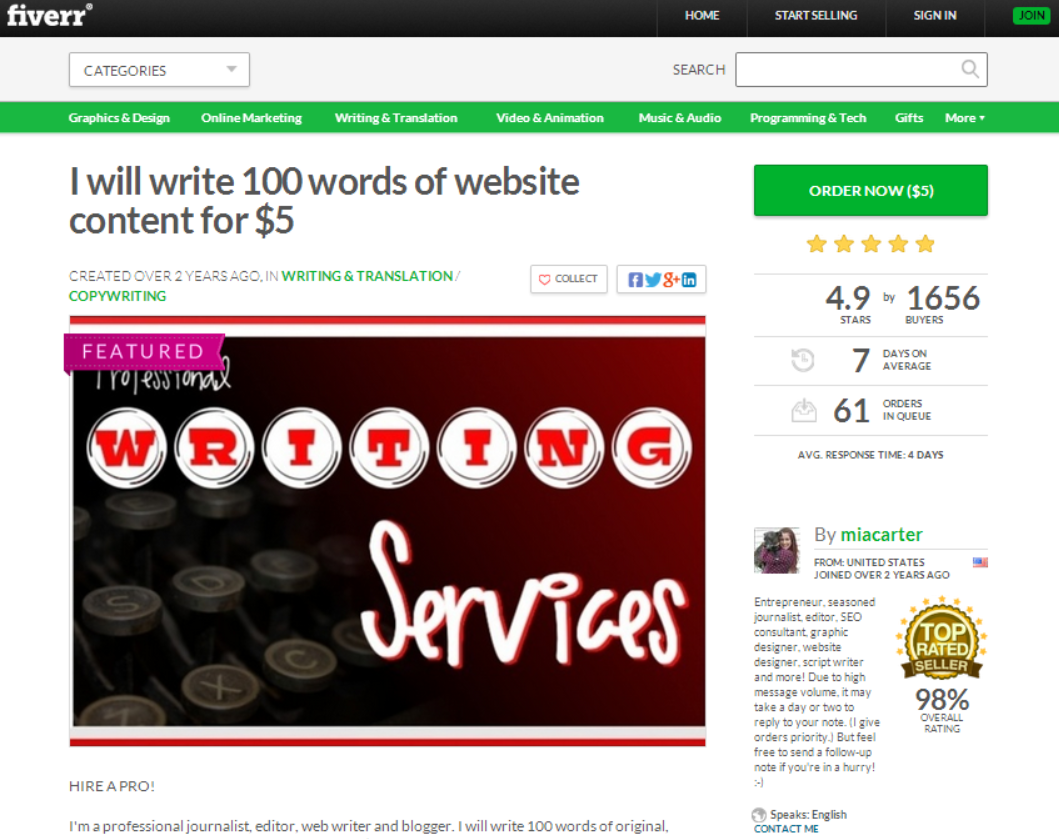 fiverr®
HOME
START SELLING
SIGN IN
JOIN
CATEGORIES
SEARCH
Graphics & Design
Online Marketing
Writing & Translation
Video & Animation
Music & Audio
Programming & Tech
Gifts
More
I will write 100 words of website
content for $5
CREATED OVER 2 YEARS AGO, IN WRITING & TRANSLATION /
COPYWRITING
COLLECT
FEATURED
Professional
WRITING
Services
HIRE A PRO!
I'm a professional journalist, editor, web writer and blogger. I will write 100 words of original,
ORDER NOW ($5)
4.9 by 1656
STARS BUYERS
7 DAYS ON
AVERAGE
61 ORDERS
IN QUEUE
AVG. RESPONSE TIME: 4 DAYS
By miacarter
FROM: UNITED STATES
JOINED OVER 2 YEARS AGO
Entrepreneur, seasoned
journalist, editor, SEO
consultant, graphic
designer, website
designer, script writer
and more! Due to high
message volume, it may
take a day or two to
reply to your note. (I give
orders priority.) But feel
free to send a follow-up
note if you're in a hurry!
:-)
TOP
RATED
SELLER
98%
OVERALL
RATING
Speaks: English
CONTACT ME